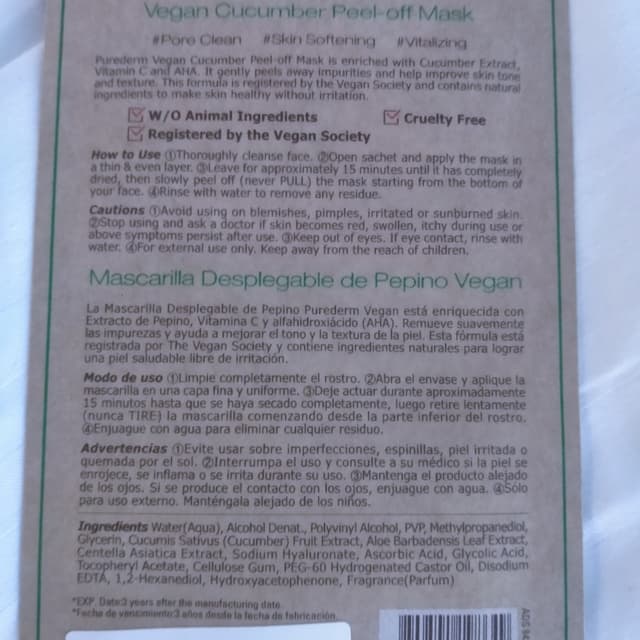 Vegan Cucumber Peel-off Mask
#Pore Clean #Skin Softening #Vitalizing
Purederm Vegan Cucumber Peel-off Mask is enriched with Cucumber Extract,
Vitamin C and AHA. It gently peels away impurities and help improve skin tone
and texture. This formula is registered by the Vegan Society and contains natural
ingredients to make skin healthy without irritation.
W/O Animal Ingredients Cruelty Free
Registered by the Vegan Society
How to Use ①Thoroughly cleanse face. ②Open sachet and apply the mask in
a thin & even layer. ③Leave for approximately 15 minutes until it has completely
dried, then slowly peel off (never PULL) the mask starting from the bottom of
your face. ④Rinse with water to remove any residue.
Cautions ①Avoid using on blemishes, pimples, irritated or sunburned skin.
②Stop using and ask a doctor if skin becomes red, swollen, itchy during use or
above symptoms persist after use. ③Keep out of eyes. If eye contact, rinse with
water. ④For external use only. Keep away from the reach of children.
Mascarilla Desplegable de Pepino Vegan
La Mascarilla Desplegable de Pepino Purederm Vegan está enriquecida con
Extracto de Pepino, Vitamina C y alfahidroxiácido (AHA). Remueve suavemente
las impurezas y ayuda a mejorar el tono y la textura de la piel. Esta fórmula está
registrada por The Vegan Society y contiene ingredientes naturales para lograr
una piel saludable libre de irritación.
Modo de uso ①Limpie completamente el rostro. ②Abra el envase y aplique la
mascarilla en una capa fina y uniforme. ③Deje actuar durante aproximadamente
15 minutos hasta que se haya secado completamente, luego retire lentamente
(nunca TIRE) la mascarilla comenzando desde la parte inferior del rostro.
④Enjuague con agua para eliminar cualquier residuo.
Advertencias ①Evite usar sobre imperfecciones, espinillas, piel irritada o
quemada por el sol. ②Interrumpa el uso y consulte a su médico si la piel se
enrojece, se inflama o se irrita durante su uso. ③Mantenga el producto alejado
de los ojos. Si se produce el contacto con los ojos, enjuague con agua. ④Sólo
para uso externo. Manténgala alejado de los niños.
Ingredients Water(Aqua), Alcohol Denat., Polyvinyl Alcohol, PVP, Methylpropanediol,
Glycerin, Cucumis Sativus (Cucumber) Fruit Extract, Aloe Barbadensis Leaf Extract,
Centella Asiatica Extract, Sodium Hyaluronate, Ascorbic Acid, Glycolic Acid,
Tocopheryl Acetate, Cellulose Gum, PEG-60 Hydrogenated Castor Oil, Disodium
EDTA, 1,2-Hexanediol, Hydroxyacetophenone, Fragrance(Parfum)
*EXP. Date:3 years after the manufacturing date.
*Fecha de vencimiento:3 años desde la fecha de fabricación.